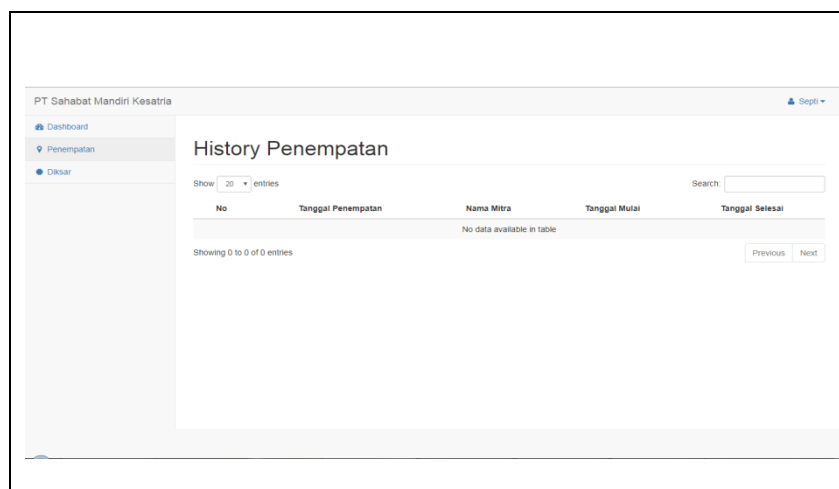 PT Sahabat Mandiri Kesatria
Septi
Dashboard
Penempatan
Diksar
History Penempatan
Show 20 entries
Search:
No Tanggal Penempatan Nama Mitra Tanggal Mulai Tanggal Selesai
No data available in table
Showing 0 to 0 of 0 entries
Previous Next